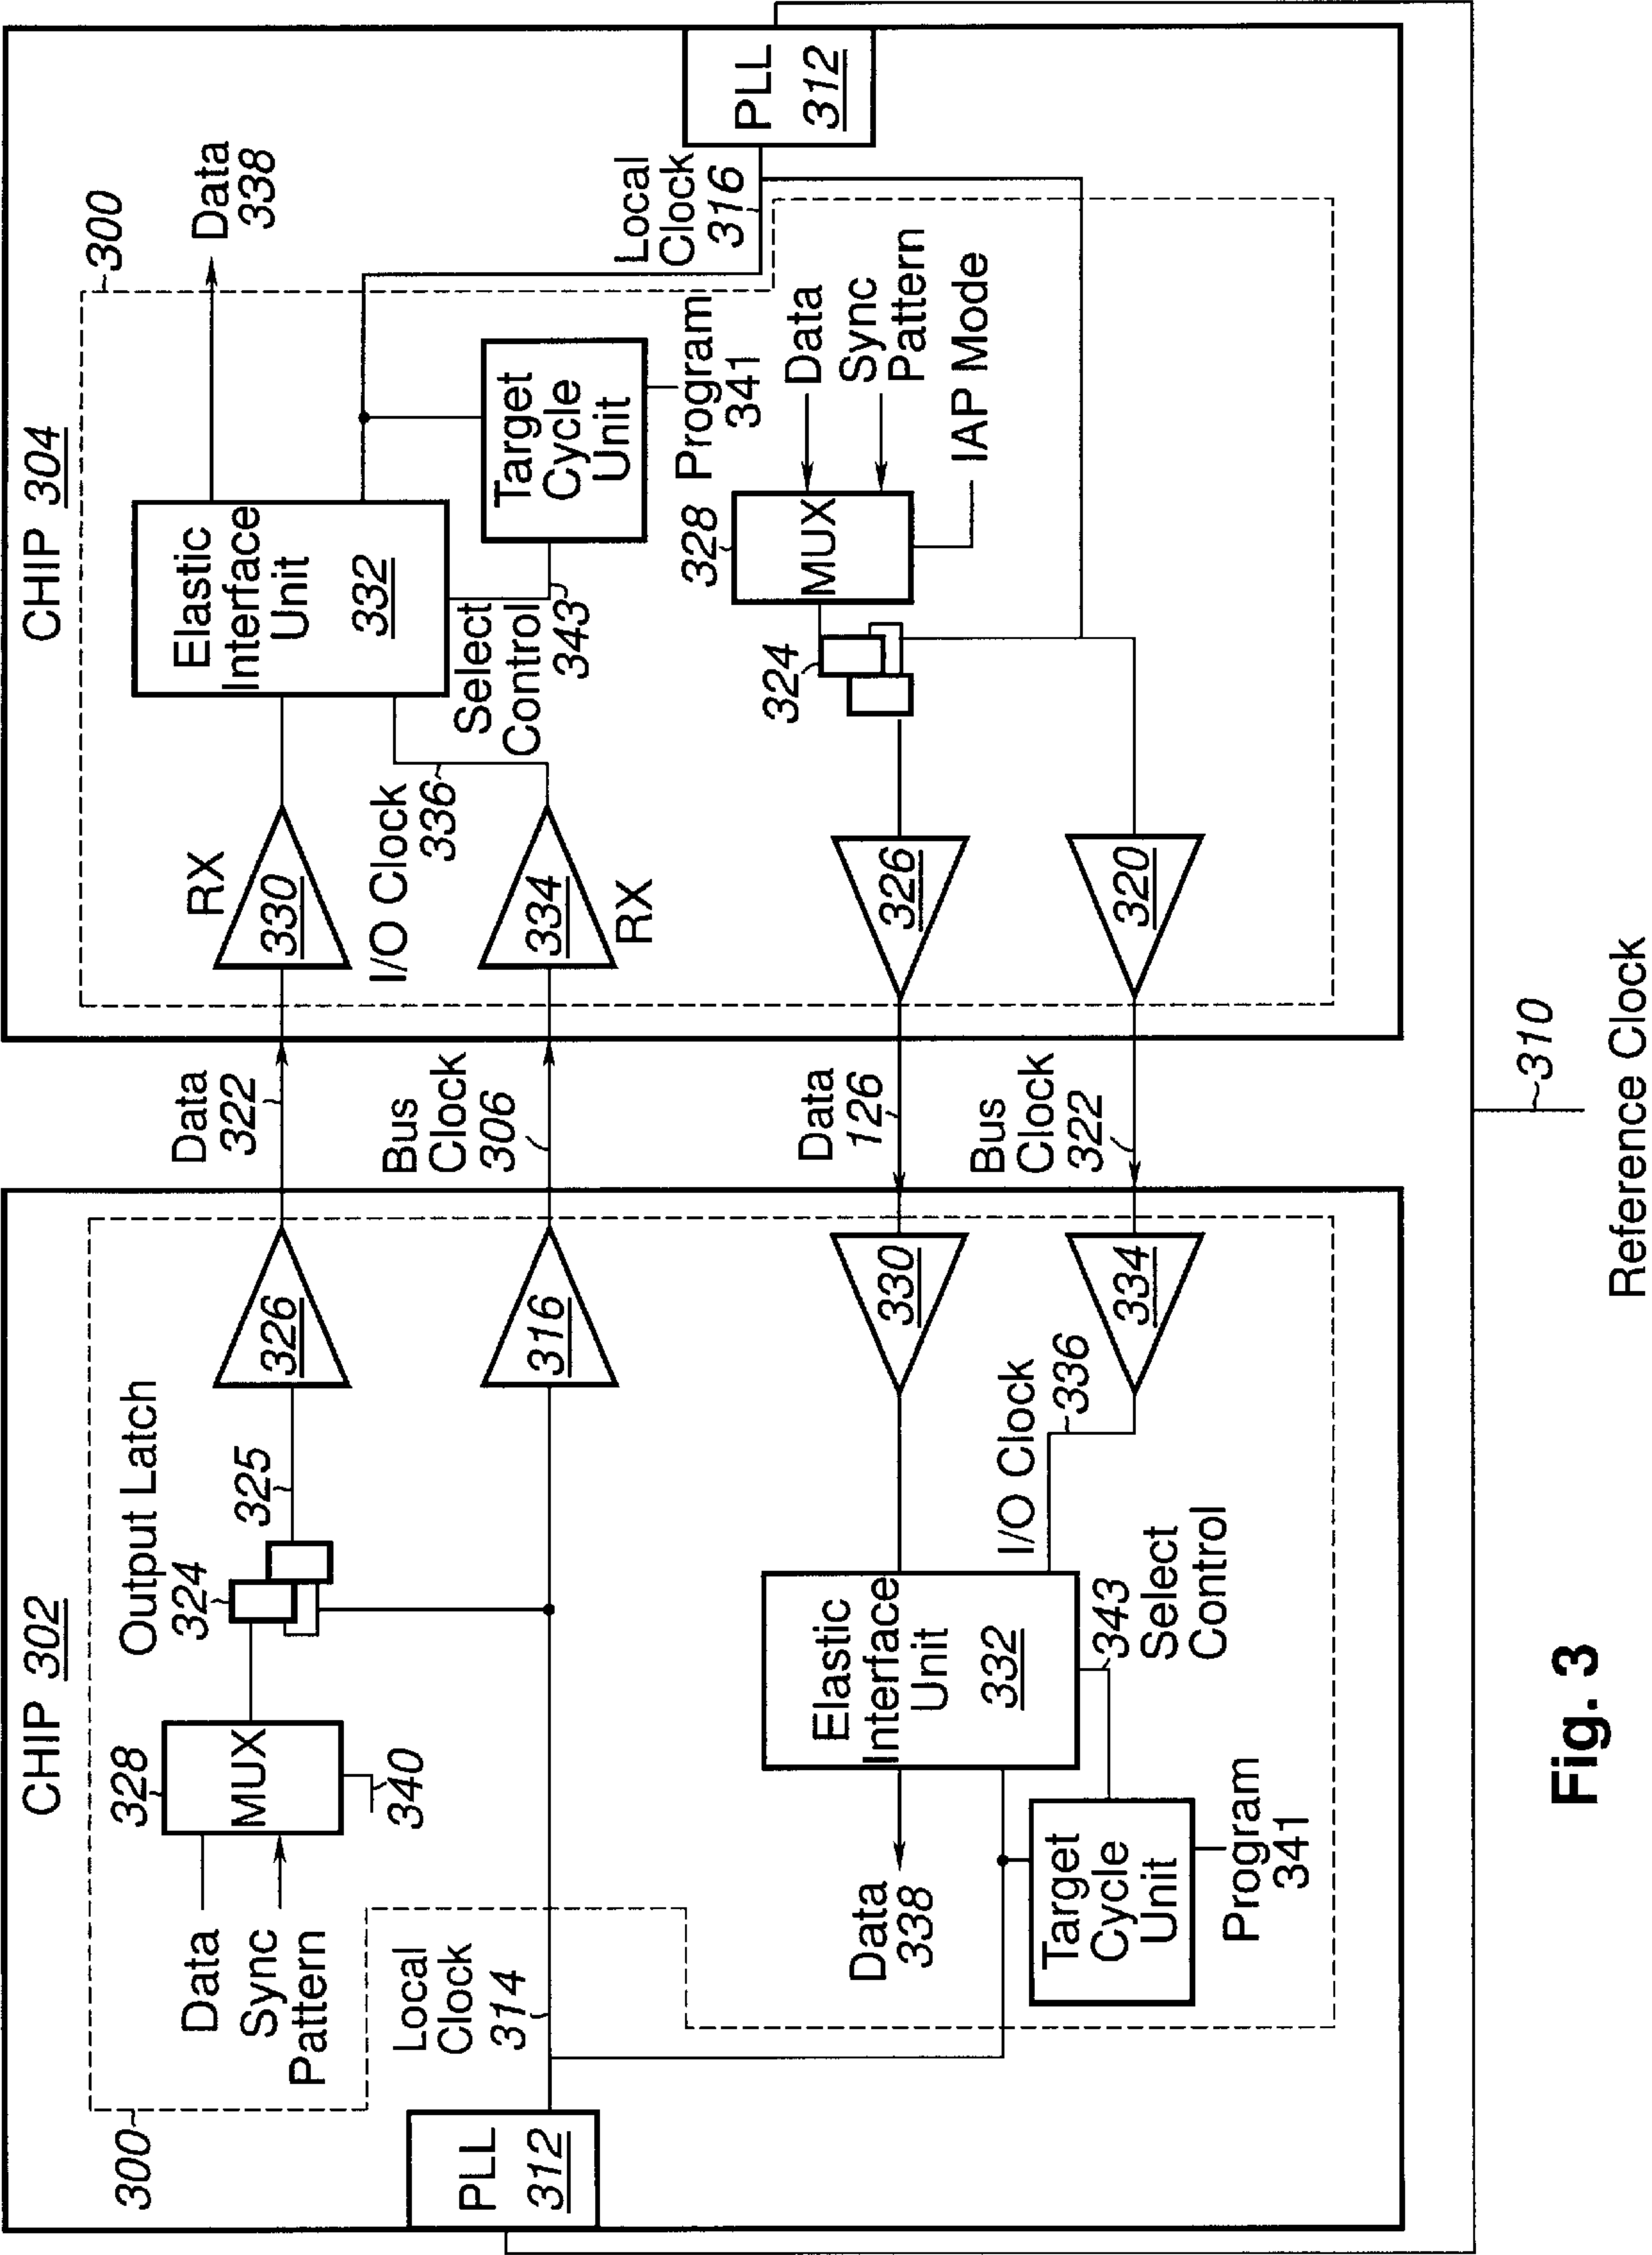 CHIP 302
300
Data
Sync
Pattern
328
MUX
340
Output Latch
324
325
326
PLL
312
Local
Clock
314
316
Data
338
Elastic
Interface
Unit
332
330
I/O Clock
336
334
343
Select
Control
Target
Cycle
Unit
Program
341
Data
322
Bus
Clock
306
Data
126
Bus
Clock
322
CHIP 304
300
RX
330
Elastic
Interface
Unit
332
Data
338
I/O Clock
336
334
RX
Select
Control
343
Target
Cycle
Unit
Program
341
Local
Clock
316
PLL
312
328
MUX
324
Data
Sync
Pattern
IAP Mode
326
320
310
Reference Clock
Fig. 3